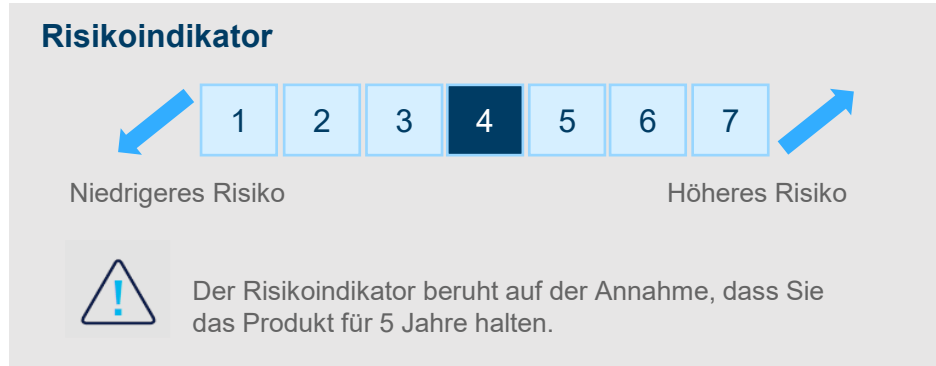 Risikoindikator
1 2 3 4 5 6 7
Niedrigeres Risiko
Höheres Risiko
Der Risikoindikator beruht auf der Annahme, dass Sie
das Produkt für 5 Jahre halten.